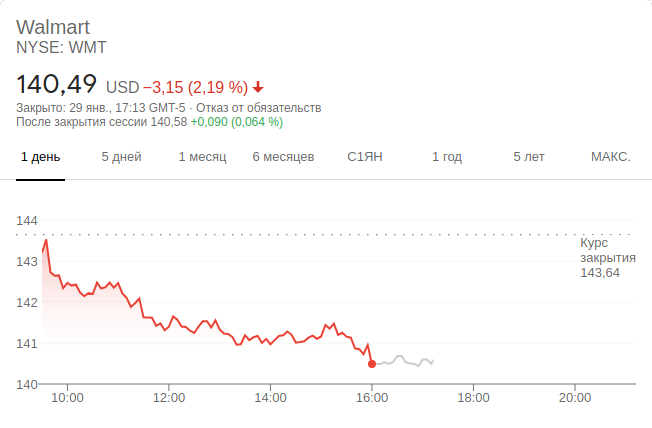 Walmart
NYSE: WMT
140,49 USD −3,15 (2,19 %)
Закрыто: 29 янв., 17:13 GMT-5 · Отказ от обязательств
После закрытия сессии 140,58 +0,090 (0,064 %)
1 день 5 дней 1 месяц 6 месяцев С1ЯН 1 год 5 лет МАКС.
144
Курс
закрытия
143,64
143
142
141
140
10:00 12:00 14:00 16:00 18:00 20:00